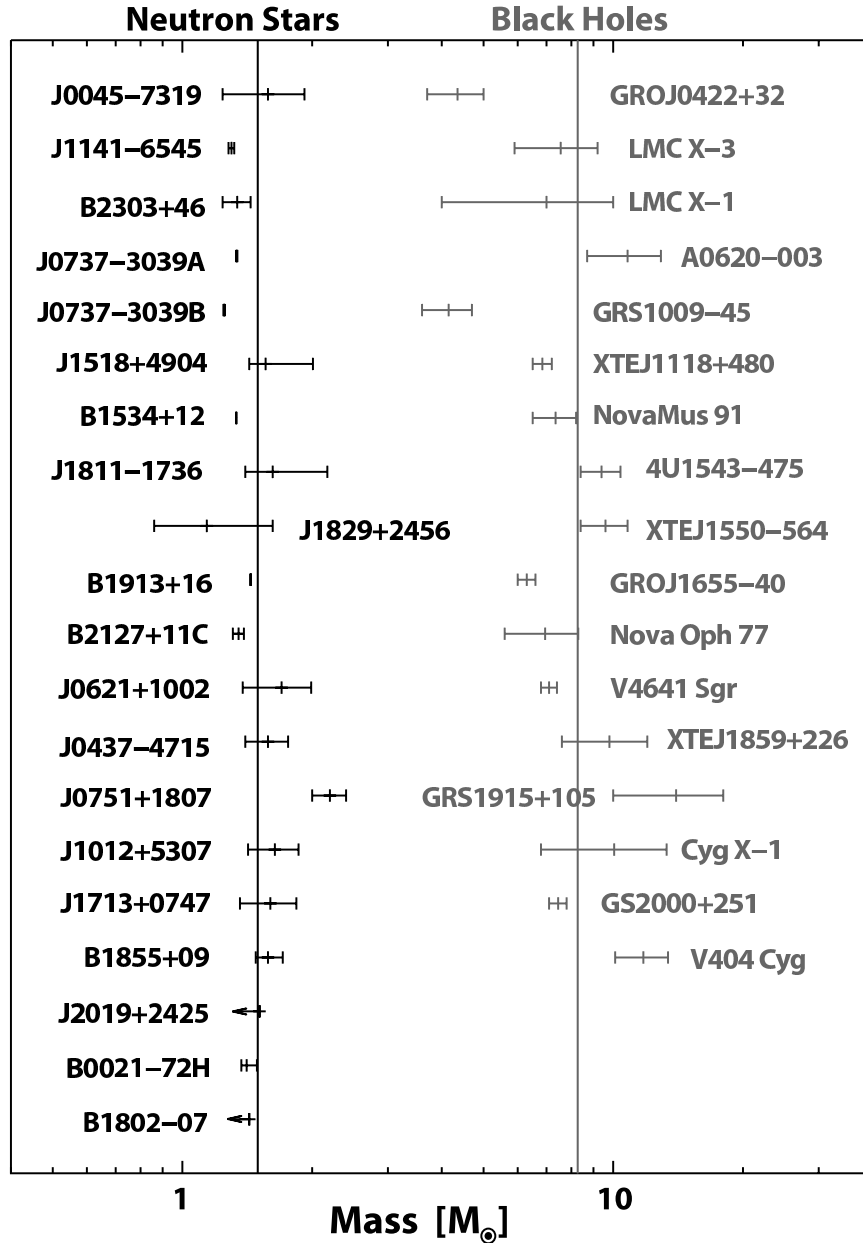 Neutron Stars Black Holes
J0045−7319 GROJ0422+32
J1141−6545 LMC X−3
B2303+46 LMC X−1
J0737−3039A A0620−003
J0737−3039B GRS1009−45
J1518+4904 XTEJ1118+480
B1534+12 NovaMus 91
J1811−1736 4U1543−475
J1829+2456 XTEJ1550−564
B1913+16 GROJ1655−40
B2127+11C Nova Oph 77
J0621+1002 V4641 Sgr
J0437−4715 XTEJ1859+226
J0751+1807 GRS1915+105
J1012+5307 Cyg X−1
J1713+0747 GS2000+251
B1855+09 V404 Cyg
J2019+2425
B0021−72H
B1802−07
1 10
Mass [M☉]